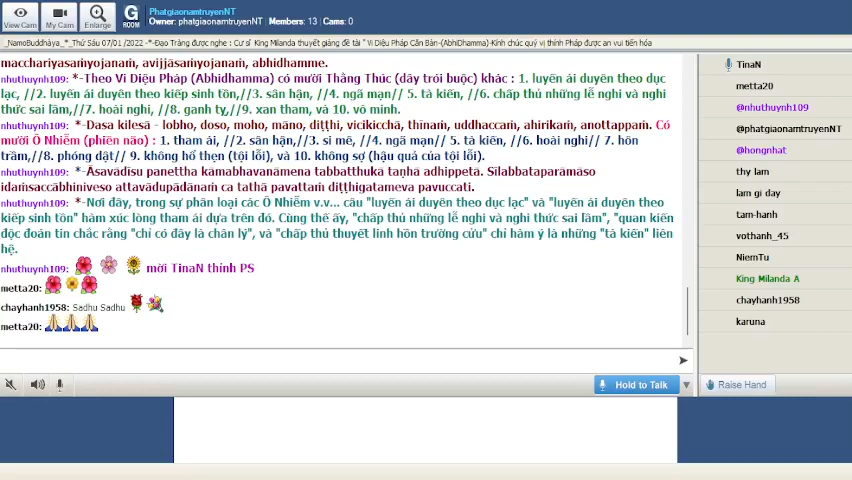 View Cam
My Cam
Enlarge
G
ROOM
PhatgiaonamtruyenNT
Owner: phatgiaonamtruyenNT Members: 13 | Cams: 0
_NamoBuddhàya_*_Thứ Sáu 07/01 /2022 -*-Đạo Tràng được nghe : Cư sĩ King Milanda thuyết giảng đề tài " Vi Diệu Pháp Căn Bản-(AbhiDhamma)-Kính chúc quý vị thính Pháp được an vui tiến hóa
macchariyasaṁyojanaṁ, avijjāsaṁyojanaṁ, abhidhamme.
nhuthuynh109: *-Theo Vi Diệu Pháp (Abhidhamma) có mười Thằng Thúc (dây trói buộc) khác : 1. luyến ái duyên theo dục
lạc, //2. luyến ái duyên theo kiếp sinh tồn,//3. sân hận, //4. ngã mạn// 5. tà kiến, //6. chấp thủ những lễ nghi và nghi
thức sai lầm,//7. hoài nghi, //8. ganh tỵ,//9. xan tham, và 10. vô minh.
nhuthuynh109: *-Dasa kilesā - lobho, doso, moho, māno, diṭṭhi, vicikicchā, thīnaṁ, uddhaccaṁ, ahirikaṁ, anottappaṁ. Có
mười Ô Nhiễm (phiền não) : 1. tham ái, //2. sân hận,//3. si mê, //4. ngã mạn// 5. tà kiến, //6. hoài nghi// 7. hôn
trầm,//8. phóng dật// 9. không hổ thẹn (tội lỗi), và 10. không sợ (hậu quả của tội lỗi).
nhuthuynh109: *-Āsavādīsu panettha kāmabhavanāmena tabbatthuka taṇhā adhippetā. Sīlabbataparāmāso
idaṁsaccābhiniveso attavādupādānaṁ ca tathā pavattaṁ diṭṭhigatameva pavuccati.
nhuthuynh109: *-Nơi đây, trong sự phân loại các Ô Nhiễm v.v... câu "luyến ái duyên theo dục lạc" và "luyến ái duyên theo
kiếp sinh tồn" hàm xúc lòng tham ái dựa trên đó. Cùng thế ấy, "chấp thủ những lễ nghi và nghi thức sai lầm", "quan kiến
độc đoán tin chắc rằng "chỉ có đây là chân lý", và "chấp thủ thuyết linh hồn trường cửu" chỉ hàm ý là những "tà kiến" liên
hệ.
nhuthuynh109: mời TinaN thính PS
metta20:
chayhanh1958: Sadhu Sadhu
metta20:
Hold to Talk
Raise Hand
TinaN
metta20
@nhuthuynh109
@phatgiaonamtruyenNT
@hongnhat
thy lam
lam gi day
tam-hanh
vothanh_45
NiemTu
King Milanda A
chayhanh1958
karuna